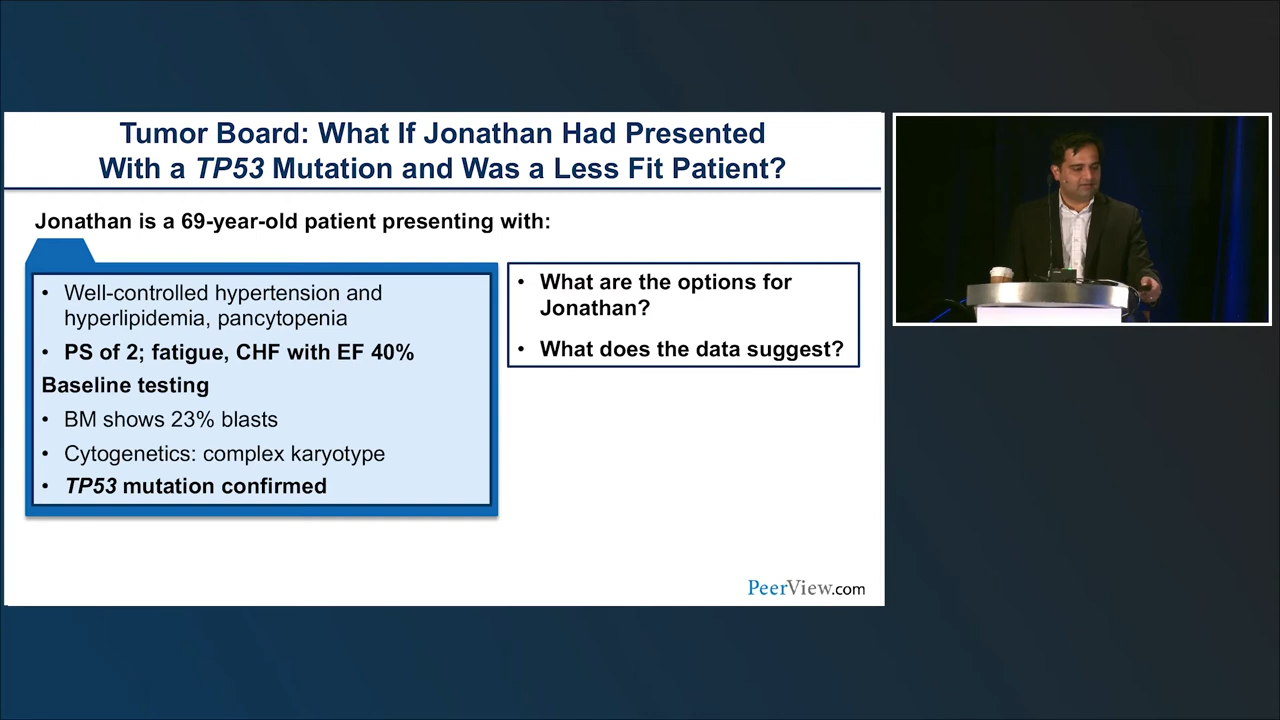 Tumor Board: What If Jonathan Had Presented
With a TP53 Mutation and Was a Less Fit Patient?
Jonathan is a 69-year-old patient presenting with:
• Well-controlled hypertension and
hyperlipidemia, pancytopenia
• PS of 2; fatigue, CHF with EF 40%
Baseline testing
• BM shows 23% blasts
• Cytogenetics: complex karyotype
• TP53 mutation confirmed
• What are the options for
Jonathan?
• What does the data suggest?
PeerView.com